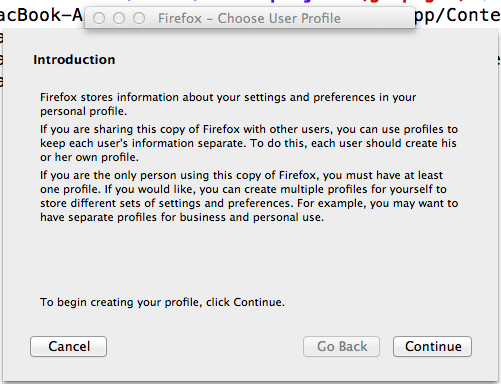 acBook-A
Firefox – Choose User Profile
pp/Conte
Introduction
Firefox stores information about your settings and preferences in your
personal profile.
If you are sharing this copy of Firefox with other users, you can use profiles to
keep each user's information separate. To do this, each user should create his
or her own profile.
If you are the only person using this copy of Firefox, you must have at least
one profile. If you would like, you can create multiple profiles for yourself to
store different sets of settings and preferences. For example, you may want to
have separate profiles for business and personal use.
To begin creating your profile, click Continue.
Cancel
Go Back
Continue